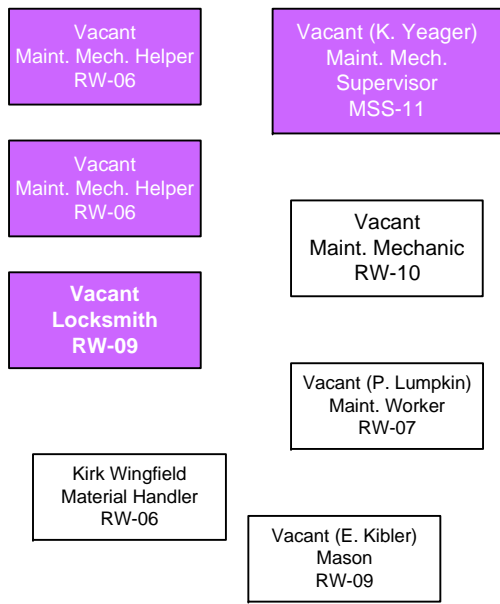 Vacant
Maint. Mech. Helper
RW-06
Vacant (K. Yeager)
Maint. Mech.
Supervisor
MSS-11
Vacant
Maint. Mech. Helper
RW-06
Vacant
Maint. Mechanic
RW-10
Vacant
Locksmith
RW-09
Vacant (P. Lumpkin)
Maint. Worker
RW-07
Kirk Wingfield
Material Handler
RW-06
Vacant (E. Kibler)
Mason
RW-09